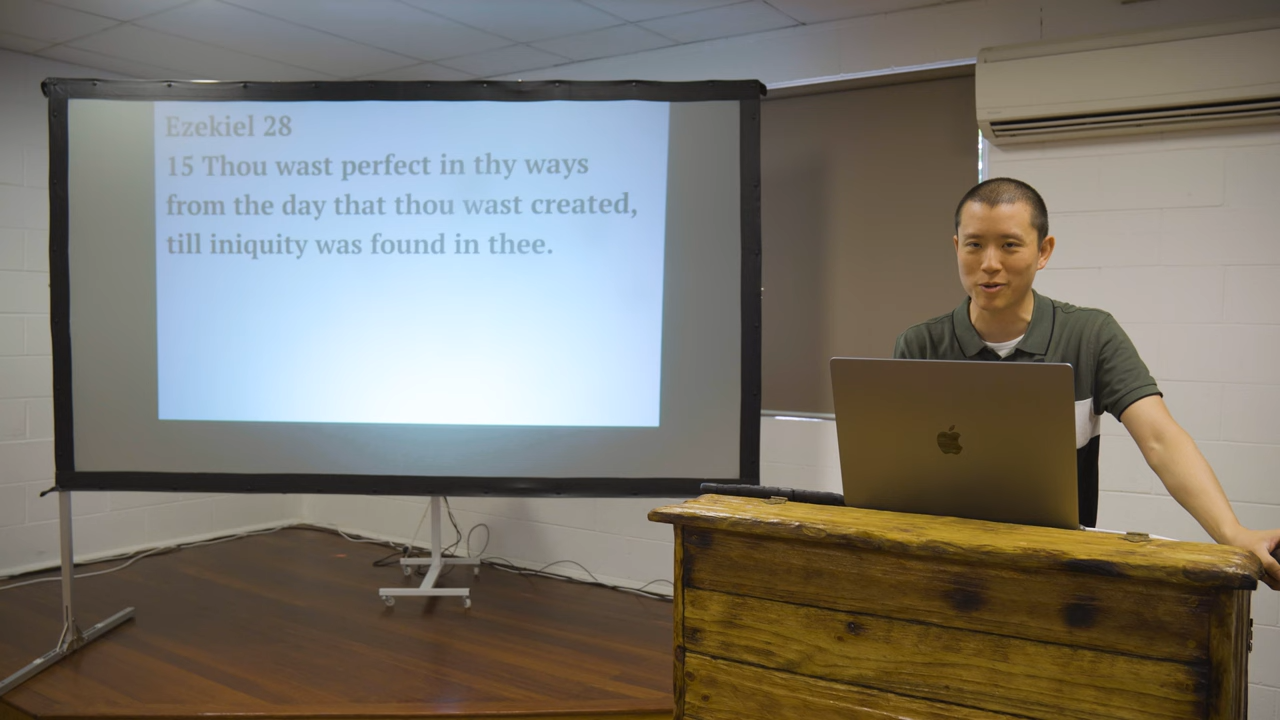 Ezekiel 28
15 Thou wast perfect in thy ways
from the day that thou wast created,
till iniquity was found in thee.